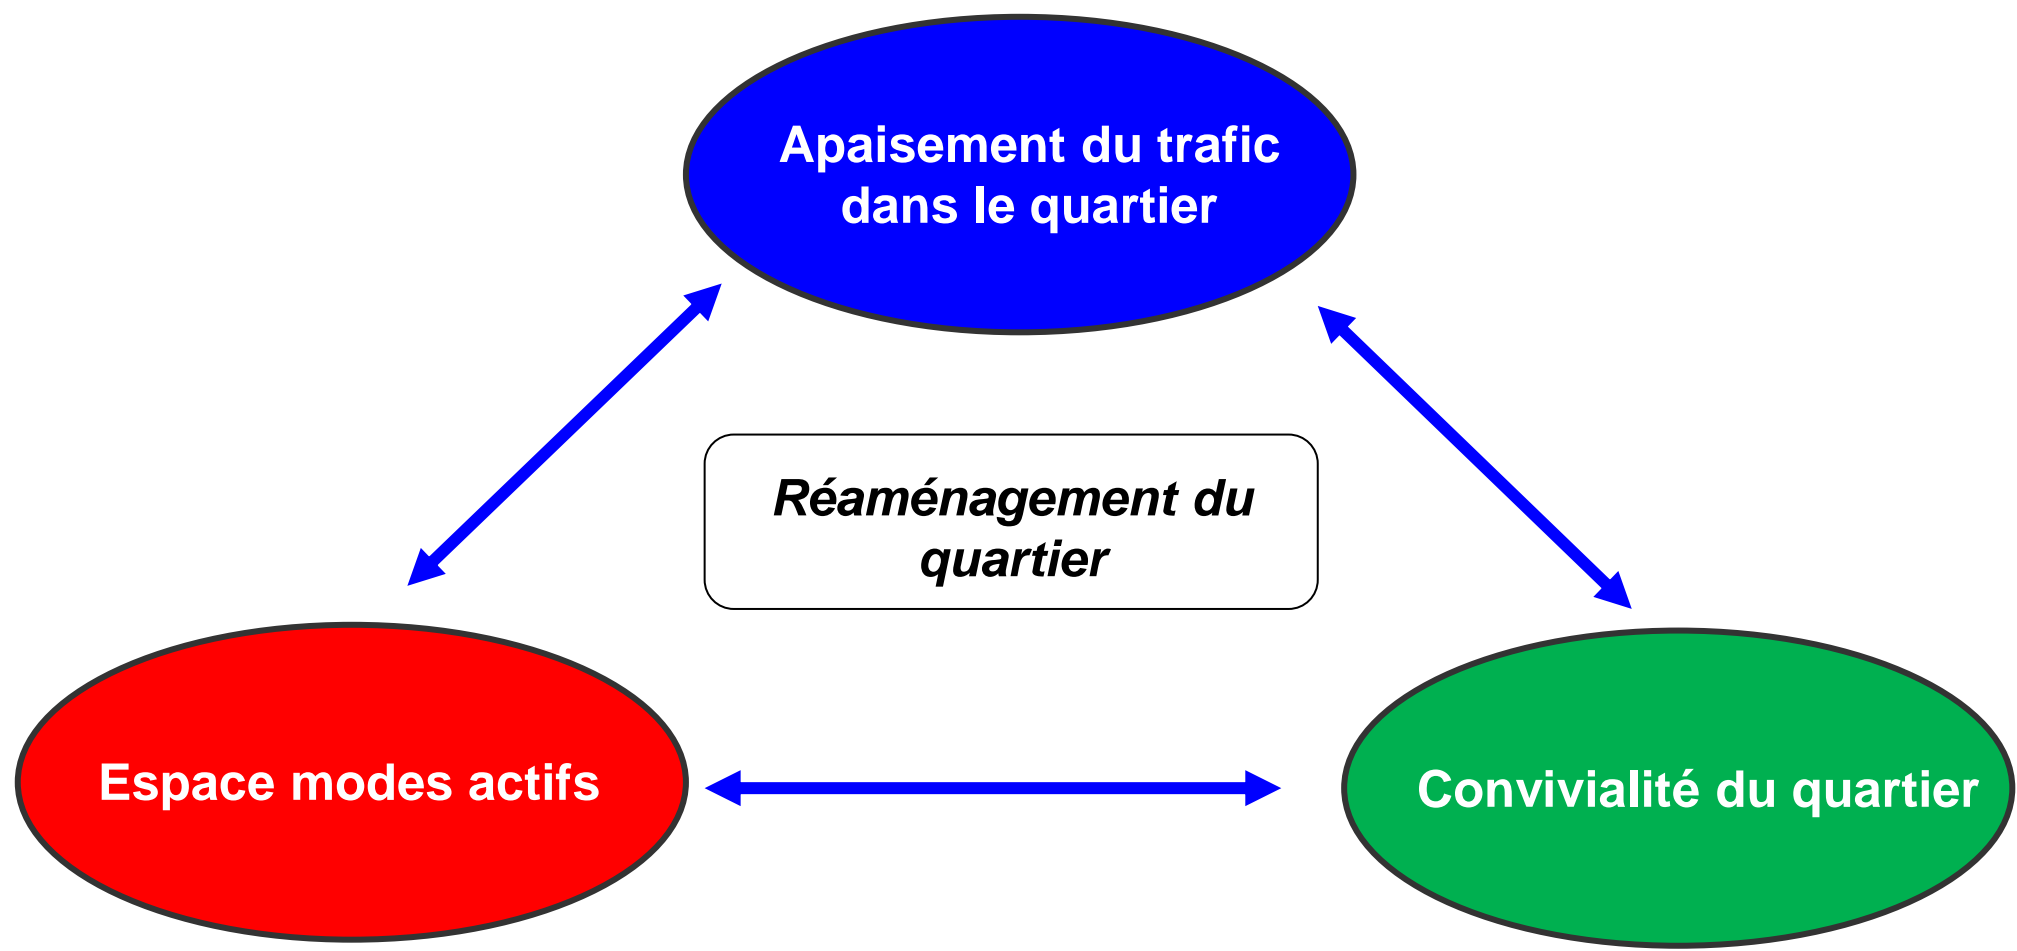 Apaisement du trafic
dans le quartier
Réaménagement du
quartier
Espace modes actifs
Convivialité du quartier